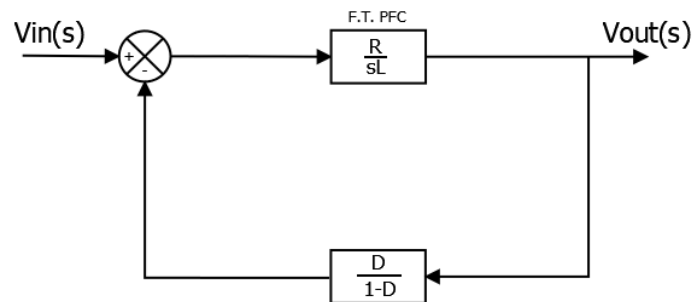 F.T. PFC
Vin(s)
Vout(s)
+
-
R
sL
D
1-D